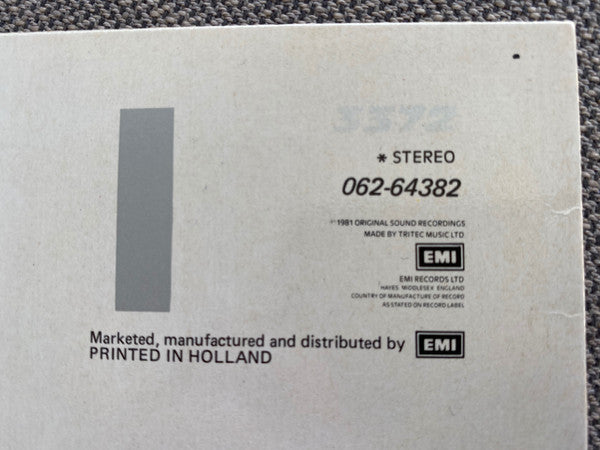 3373
* STEREO
062-64382
℗ 1981 ORIGINAL SOUND RECORDINGS
MADE BY TRITEC MUSIC LTD.
EMI
EMI RECORDS LTD
HAYES MIDDLESEX ENGLAND
COUNTRY OF MANUFACTURE OF RECORD
AS STATED ON RECORD LABEL
Marketed, manufactured and distributed by EMI
PRINTED IN HOLLAND